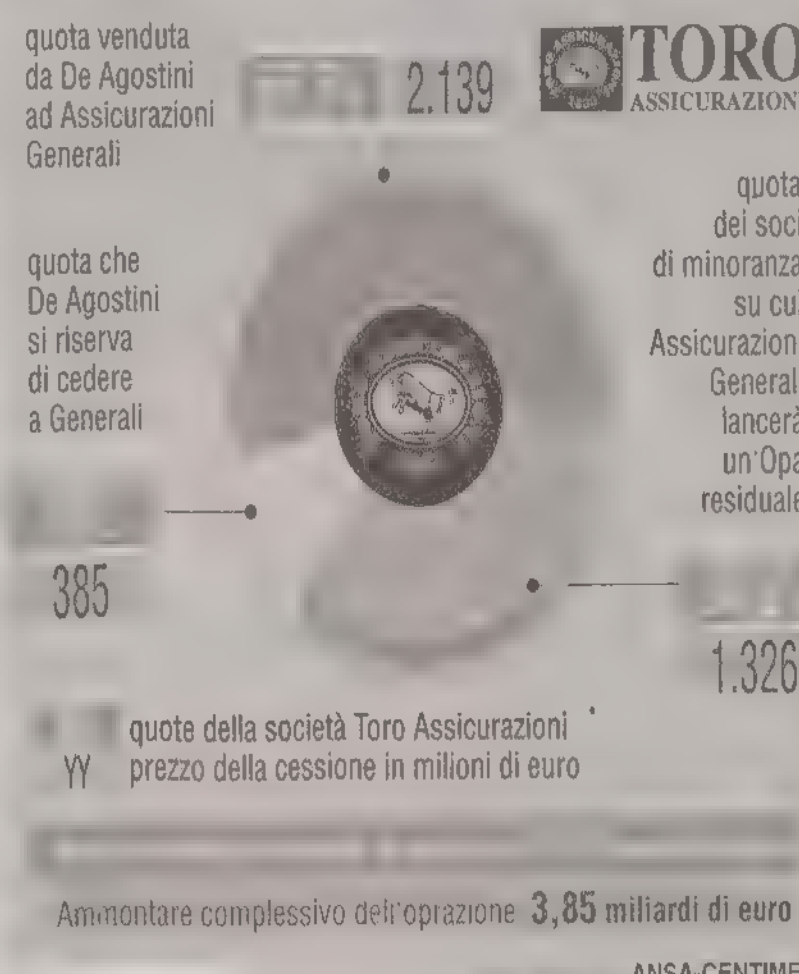 quota venduta
da De Agostini
ad Assicurazioni
Generali
2.139
TORO
ASSICURAZIONI
quota che
De Agostini
si riserva
di cedere
a Generali
385
quota
dei soci
di minoranza
su cui
Assicurazioni
Generali
lancerà
un'Opa
residuale
1.326
quote della società Toro Assicurazioni
YY prezzo della cessione in milioni di euro
Ammontare complessivo dell'oprazione 3,85 miliardi di euro
ANSA-CENTIME